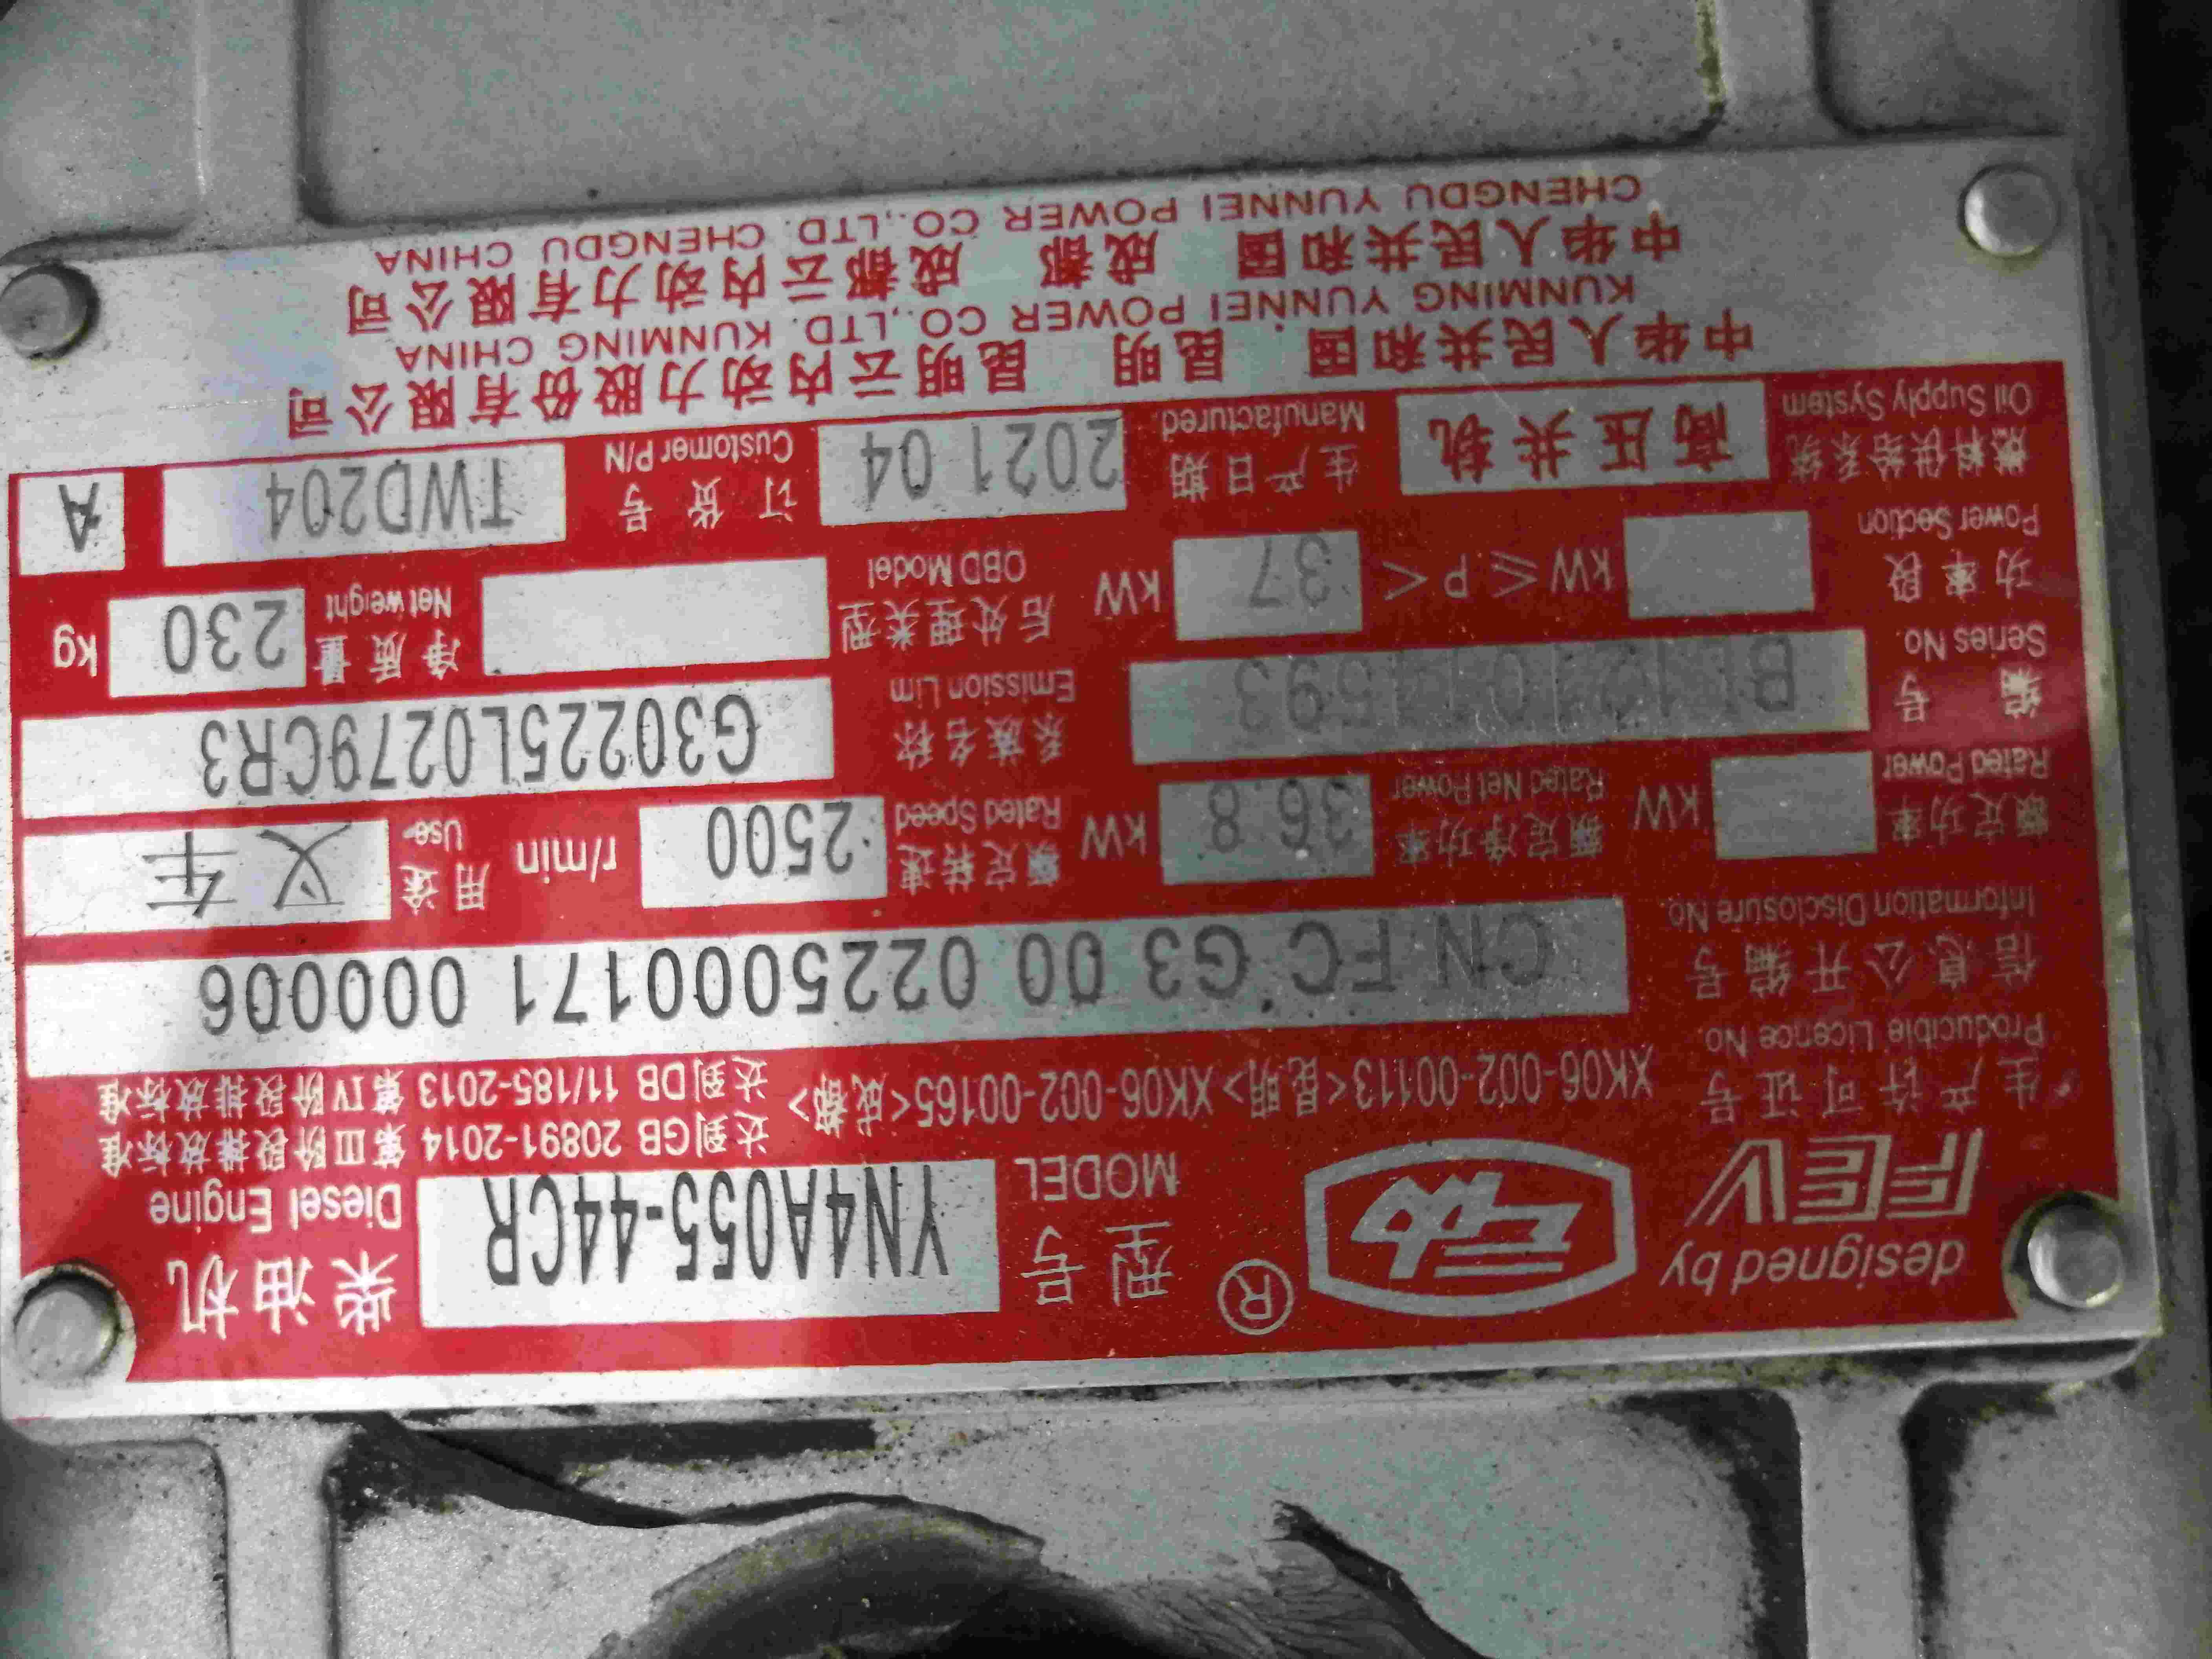 designed by
FEV
®
型号
MODEL
YN4A055-44CR
柴油机
Diesel Engine
达到GB 20891-2014 第Ⅲ阶段排放标准
达到DB 11/185-2013 第Ⅳ阶段排放标准
生产许可证号
Producible Licence No.
XK06-002-00113<昆明>XK06-002-00165<成都>
信息公开编号
Information Disclosure No.
CN FC G3 00 0225000171 000006
额定功率
Rated Power
kW
额定净功率
Rated Net Power
36.8
kW
额定转速
Rated Speed
2500
r/min
用途
Use
叉车
编号
Series No.
系族名称
Emission Lim
G30225L0279CR3
功率段
Power Section
kW ≤ P <
37
kW
后处理类型
OBD Model
净质量
Net weight
230
kg
燃料供给系统
Oil Supply System
高压共轨
生产日期
Manufactured.
2021 04
订货号
Customer P/N
TWD204
A
中华人民共和国 昆明 昆明云内动力股份有限公司
KUNMING YUNNEI POWER CO.,LTD. KUNMING CHINA
中华人民共和国 成都 成都云内动力有限公司
CHENGDU YUNNEI POWER CO.,LTD. CHENGDU CHINA